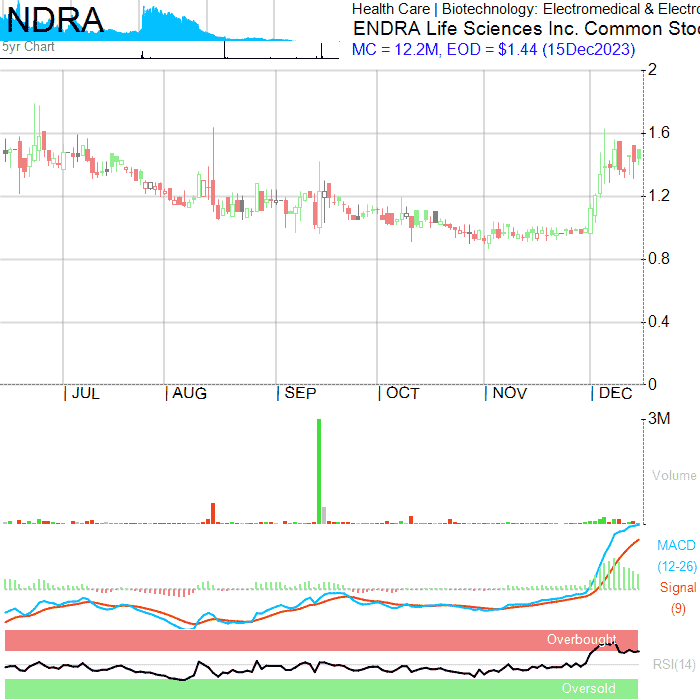 NDRA
5yr Chart
Health Care | Biotechnology: Electromedical & Electro
ENDRA Life Sciences Inc. Common Stoc
MC = 12.2M, EOD = $1.44 (15Dec2023)
2
1.6
1.2
0.8
0.4
0
| JUL | AUG | SEP | OCT | NOV | DEC
3M
Volume
MACD
(12-26)
Signal
(9)
Overbought
RSI(14)
Oversold